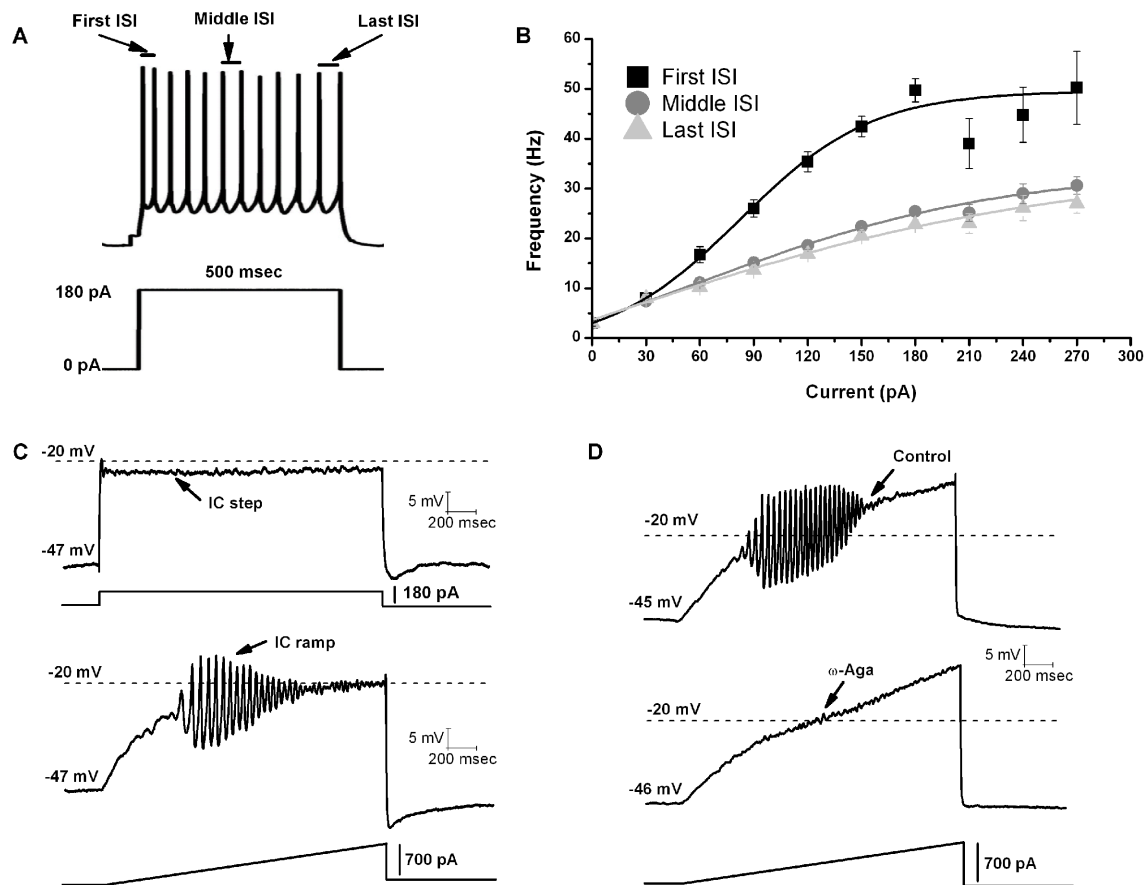 A
First ISI
Middle ISI
Last ISI
500 msec
180 pA
0 pA
B
60
50
40
30
20
10
0
Frequency (Hz)
First ISI
Middle ISI
Last ISI
0 30 60 90 120 150 180 210 240 270 300
Current (pA)
C
-20 mV
IC step
5 mV
200 msec
-47 mV
180 pA
IC ramp
-20 mV
5 mV
200 msec
-47 mV
700 pA
D
Control
-20 mV
-45 mV
5 mV
200 msec
ω-Aga
-20 mV
-46 mV
700 pA